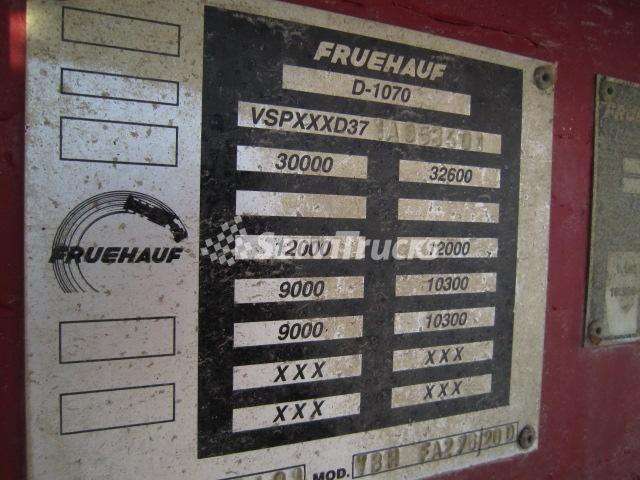 FRUEHAUF
D-1070
VSPXXXD37
30000 32600
FRUEHAUF
12000 12000
9000 10300
9000 10300
XXX XXX
XXX XXX
MOD.